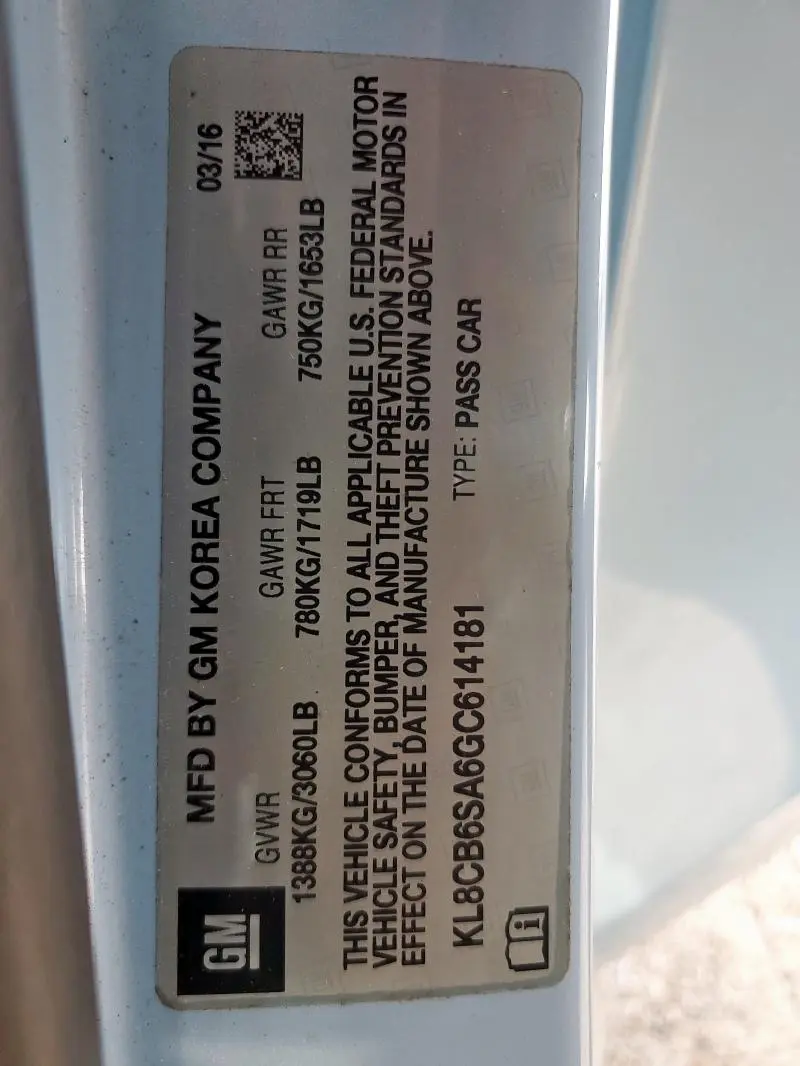 GM
MFD BY GM KOREA COMPANY 03/16
GVWR GAWR FRT GAWR RR
1388KG/3060LB 780KG/1719LB 750KG/1653LB
THIS VEHICLE CONFORMS TO ALL APPLICABLE U.S. FEDERAL MOTOR
VEHICLE SAFETY, BUMPER, AND THEFT PREVENTION STANDARDS IN
EFFECT ON THE DATE OF MANUFACTURE SHOWN ABOVE.
KL8CB6SA6GC614181 TYPE: PASS CAR
i